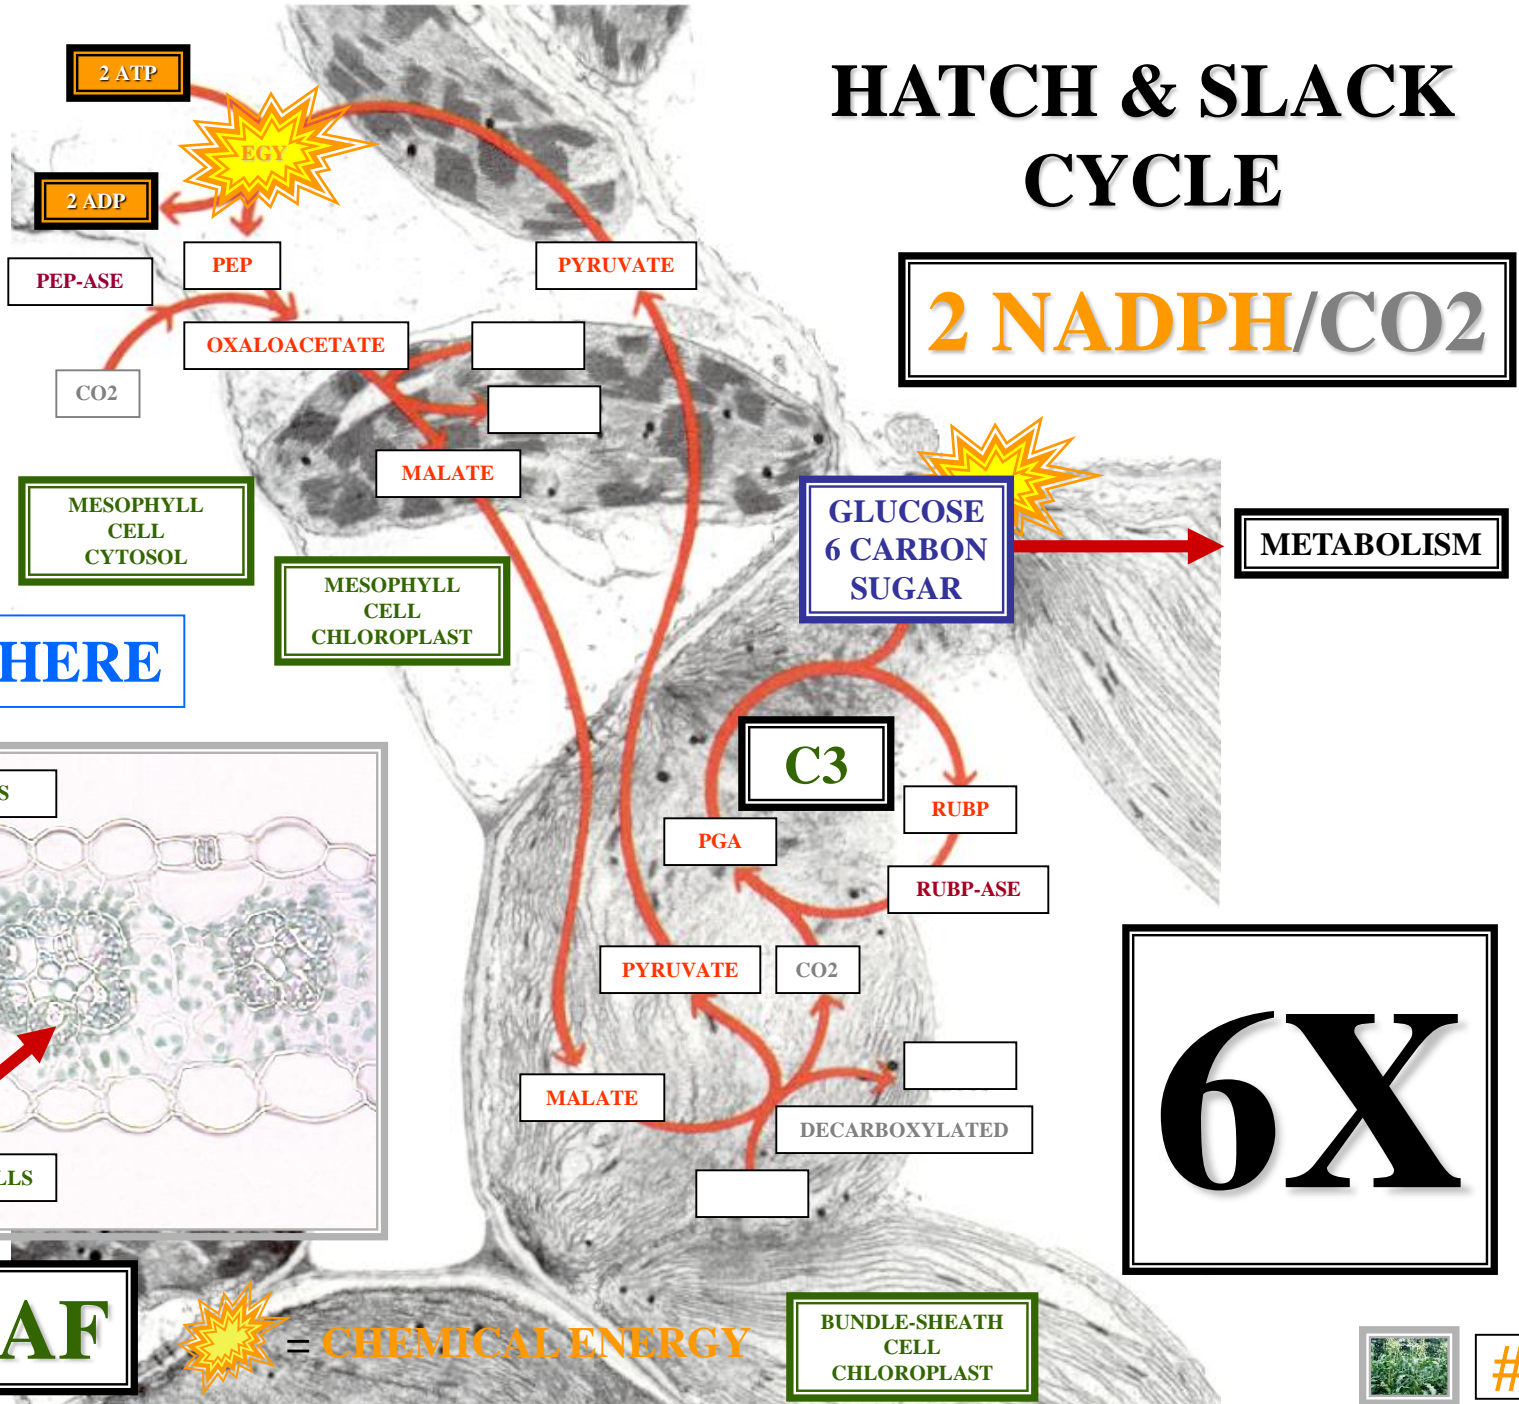 HATCH & SLACK
CYCLE
2 ATP
EGY
2 ADP
PEP-ASE
PEP
PYRUVATE
2 NADPH/CO2
OXALOACETATE
CO2
MALATE
MESOPHYLL
CELL
CYTOSOL
GLUCOSE
6 CARBON
SUGAR
METABOLISM
MESOPHYLL
CELL
CHLOROPLAST
HERE
C3
S
RUBP
PGA
RUBP-ASE
PYRUVATE
CO2
6X
MALATE
DECARBOXYLATED
LLS
AF
= CHEMICAL ENERGY
BUNDLE-SHEATH
CELL
CHLOROPLAST
#